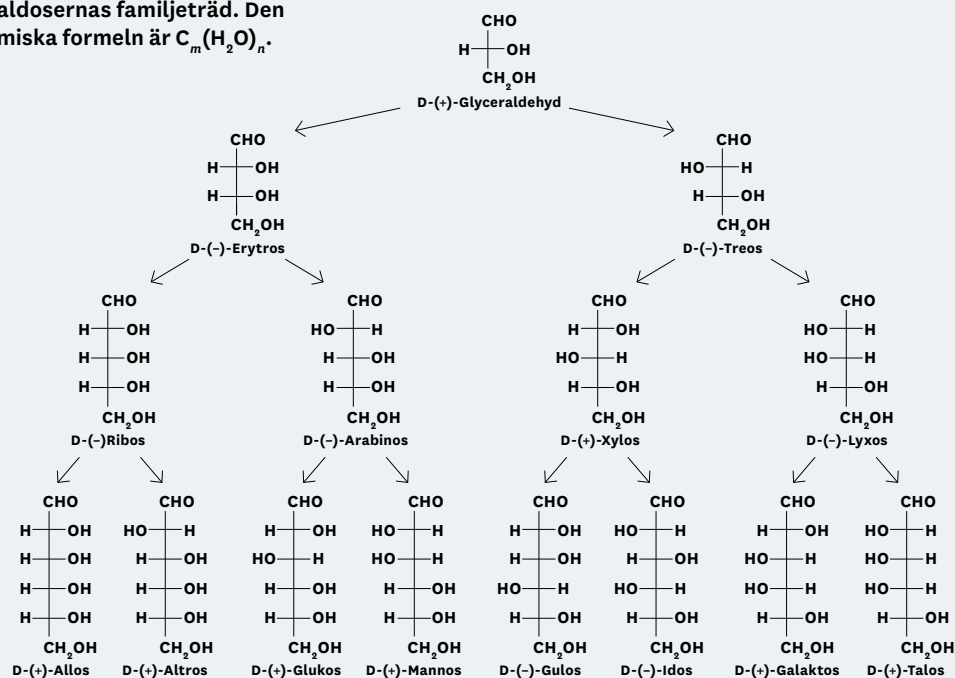 aldosernas familjeträd. Den
miska formeln är Cₘ(H₂O)ₙ.
CHO
H OH
CH₂OH
D-(+)-Glyceraldehyd
CHO
H OH
H OH
CH₂OH
D-(–)-Erytros
CHO
HO H
H OH
CH₂OH
D-(–)-Treos
CHO
H OH
H OH
H OH
CH₂OH
D-(–)Ribos
CHO
HO H
H OH
H OH
CH₂OH
D-(–)-Arabinos
CHO
H OH
HO H
H OH
CH₂OH
D-(+)-Xylos
CHO
HO H
HO H
H OH
CH₂OH
D-(–)-Lyxos
CHO
H OH
H OH
H OH
H OH
CH₂OH
D-(+)-Allos
CHO
HO H
H OH
H OH
H OH
CH₂OH
D-(+)-Altros
CHO
H OH
HO H
H OH
H OH
CH₂OH
D-(+)-Glukos
CHO
HO H
HO H
H OH
H OH
CH₂OH
D-(+)-Mannos
CHO
H OH
H OH
HO H
H OH
CH₂OH
D-(–)-Gulos
CHO
HO H
H OH
HO H
H OH
CH₂OH
D-(–)-Idos
CHO
H OH
HO H
HO H
H OH
CH₂OH
D-(+)-Galaktos
CHO
HO H
HO H
HO H
H OH
CH₂OH
D-(+)-Talos